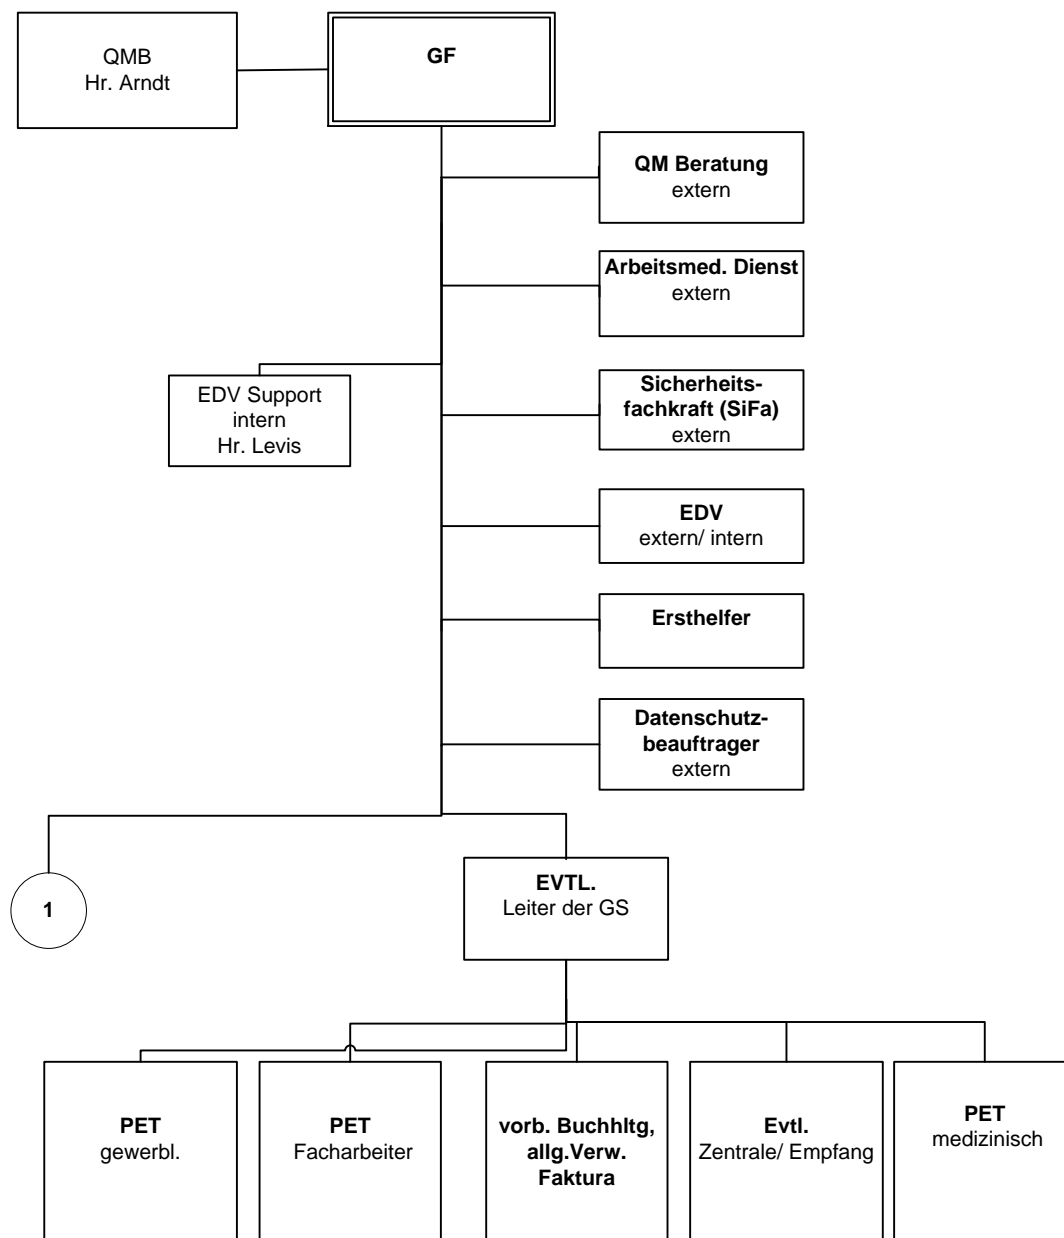 QMB
Hr. Arndt
GF
QM Beratung
extern
Arbeitsmed. Dienst
extern
EDV Support
intern
Hr. Levis
Sicherheits-
fachkraft (SiFa)
extern
EDV
extern/ intern
Ersthelfer
Datenschutz-
beauftrager
extern
1
EVTL.
Leiter der GS
PET
gewerbl.
PET
Facharbeiter
vorb. Buchhltg,
allg.Verw.
Faktura
Evtl.
Zentrale/ Empfang
PET
medizinisch